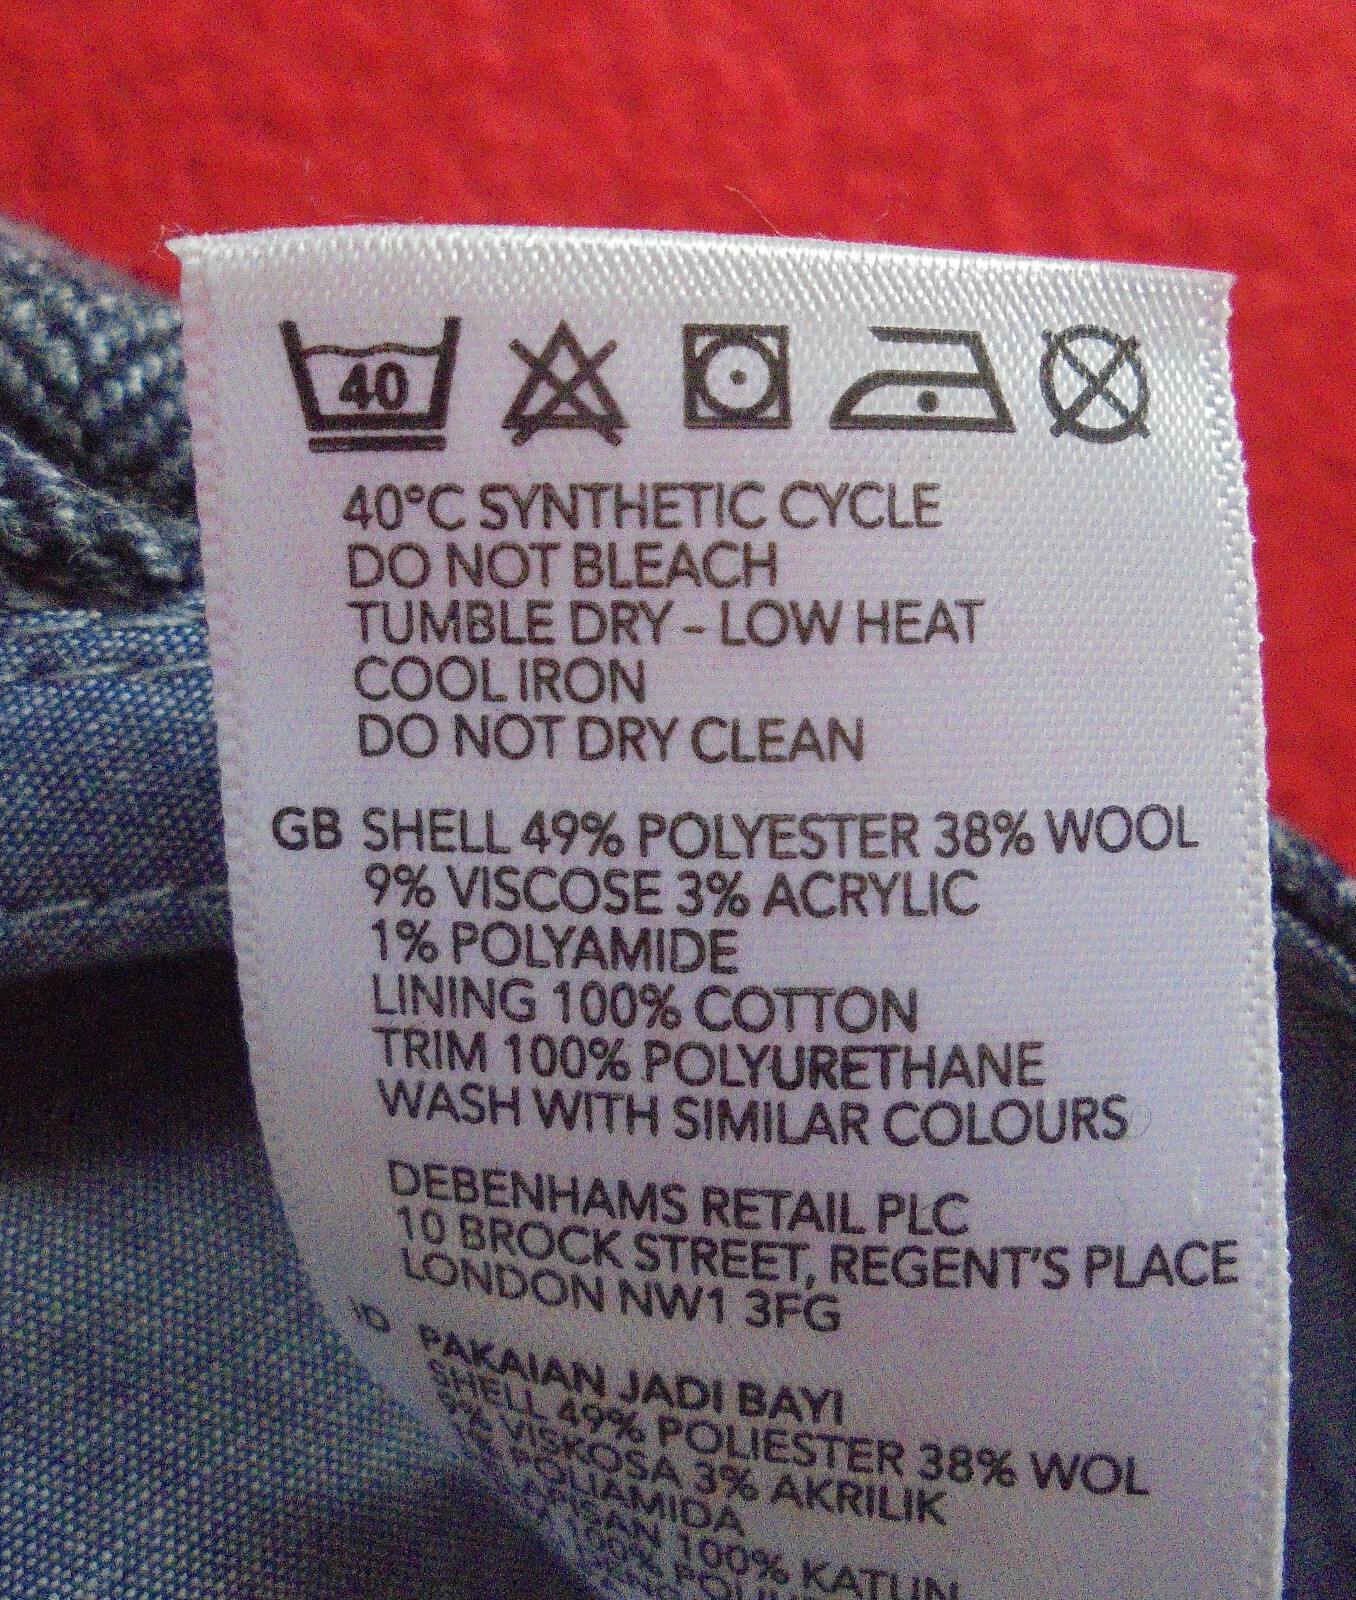 40
40°C SYNTHETIC CYCLE
DO NOT BLEACH
TUMBLE DRY - LOW HEAT
COOL IRON
DO NOT DRY CLEAN
GB SHELL 49% POLYESTER 38% WOOL
9% VISCOSE 3% ACRYLIC
1% POLYAMIDE
LINING 100% COTTON
TRIM 100% POLYURETHANE
WASH WITH SIMILAR COLOURS
DEBENHAMS RETAIL PLC
10 BROCK STREET, REGENT'S PLACE
LONDON NW1 3FG
PAKAIAN JADI BAYI
SHELL 49% POLIESTER 38% WOL
9% VISKOSA 3% AKRILIK
POLIAMIDA
100% KATUN